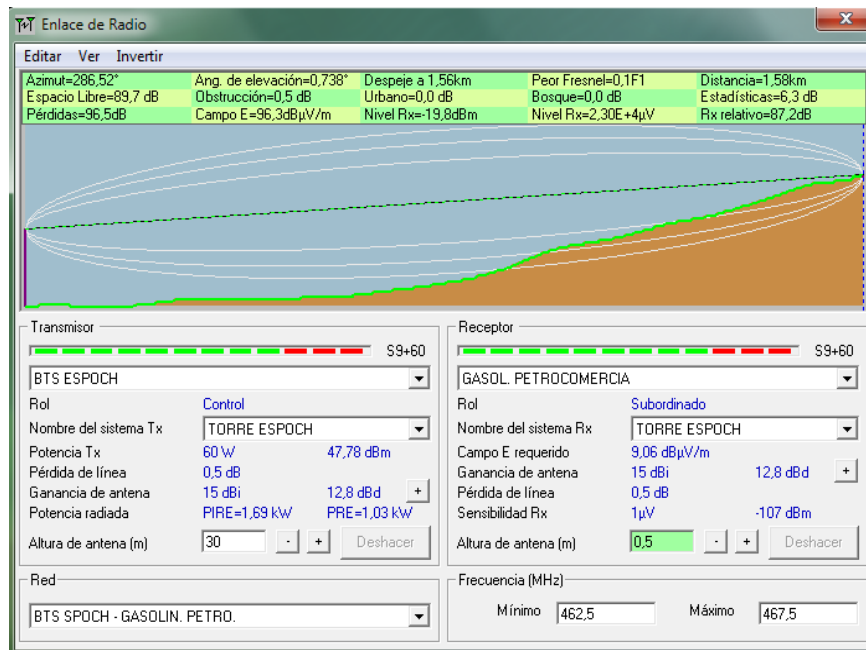 Enlace de Radio
Editar Ver Invertir
Azimut=286,52° Ang. de elevación=0,738° Despeje a 1,56km Peor Fresnel=0,1F1 Distancia=1,58km
Espacio Libre=89,7 dB Obstrucción=0,5 dB Urbano=0,0 dB Bosque=0,0 dB Estadísticas=6,3 dB
Pérdidas=96,5dB Campo E=96,3dBµV/m Nivel Rx=-19,8dBm Nivel Rx=2,30E+4µV Rx relativo=87,2dB
Transmisor
S9+60
BTS ESPOCH
Rol Control
Nombre del sistema Tx TORRE ESPOCH
Potencia Tx 60 W 47,78 dBm
Pérdida de línea 0,5 dB
Ganancia de antena 15 dBi 12,8 dBd +
Potencia radiada PIRE=1,69 kW PRE=1,03 kW
Altura de antena (m) 30 - + Deshacer
Receptor
S9+60
GASOL. PETROCOMERCIA
Rol Subordinado
Nombre del sistema Rx TORRE ESPOCH
Campo E requerido 9,06 dBµV/m
Ganancia de antena 15 dBi 12,8 dBd +
Pérdida de línea 0,5 dB
Sensibilidad Rx 1µV -107 dBm
Altura de antena (m) 0,5 - + Deshacer
Red
BTS SPOCH - GASOLIN. PETRO.
Frecuencia (MHz)
Mínimo 462,5 Máximo 467,5